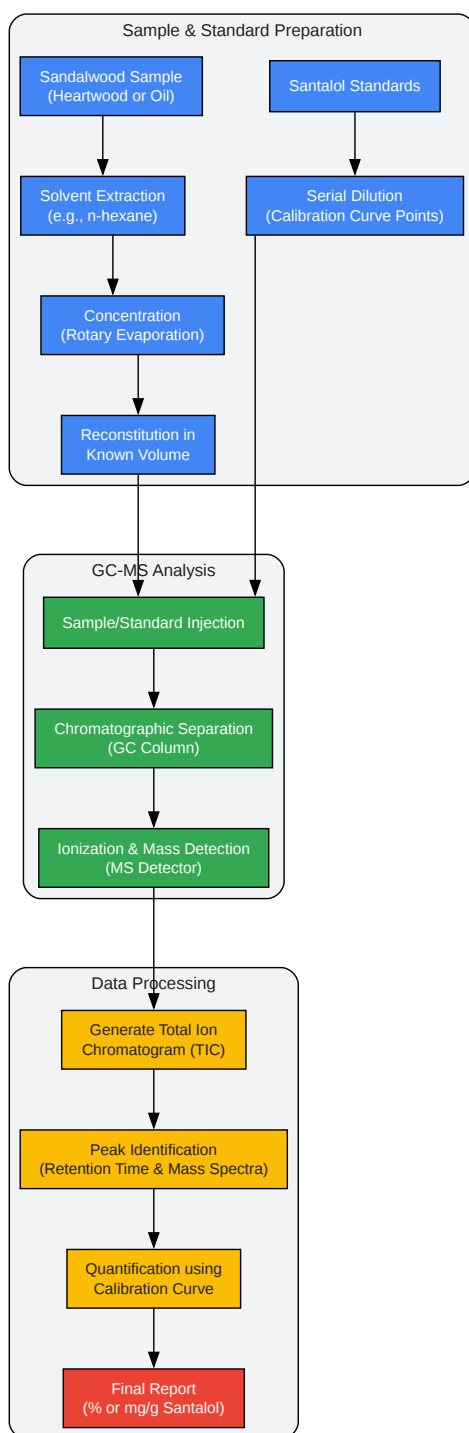 Sample & Standard Preparation
Sandalwood Sample
(Heartwood or Oil)
Santalol Standards
Solvent Extraction
(e.g., n-hexane)
Serial Dilution
(Calibration Curve Points)
Concentration
(Rotary Evaporation)
Reconstitution in
Known Volume
GC-MS Analysis
Sample/Standard Injection
Chromatographic Separation
(GC Column)
Ionization & Mass Detection
(MS Detector)
Data Processing
Generate Total Ion
Chromatogram (TIC)
Peak Identification
(Retention Time & Mass Spectra)
Quantification using
Calibration Curve
Final Report
(% or mg/g Santalol)